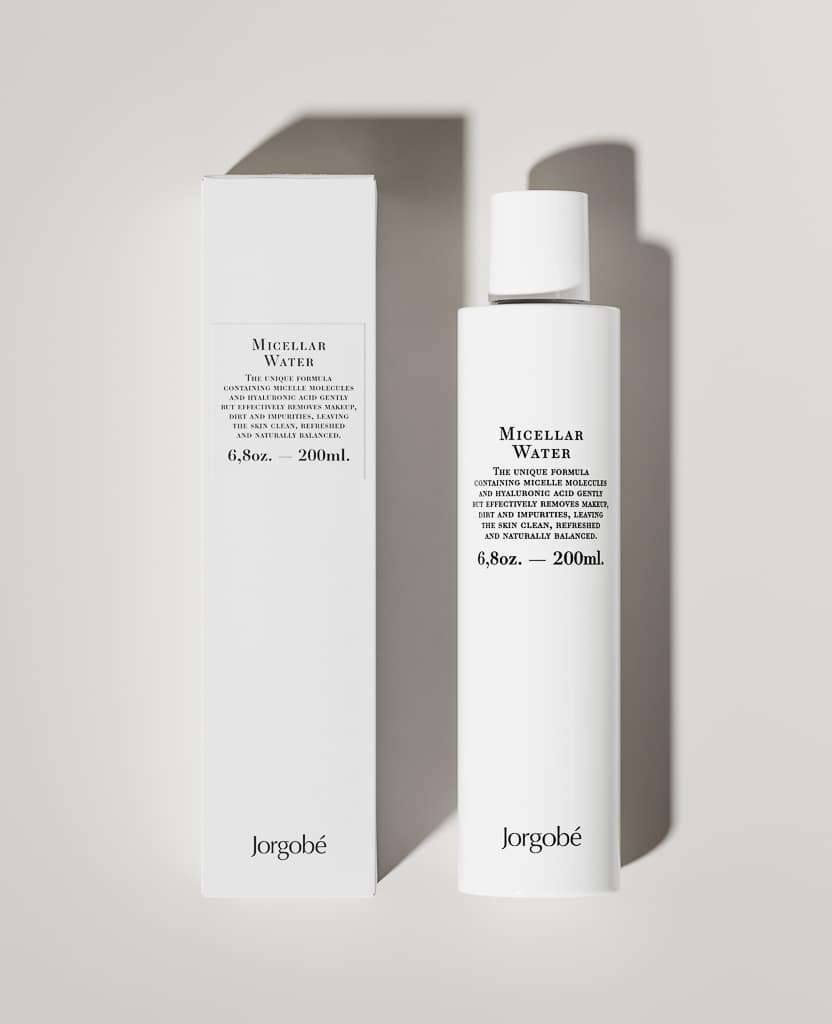 Micellar
Water
The unique formula
containing micelle molecules
and hyaluronic acid gently
but effectively removes makeup,
dirt and impurities, leaving
the skin clean, refreshed
and naturally balanced.
6,8oz. — 200ml.
Jorgobé
Micellar
Water
The unique formula
containing micelle molecules
and hyaluronic acid gently
but effectively removes makeup,
dirt and impurities, leaving
the skin clean, refreshed
and naturally balanced.
6,8oz. — 200ml.
Jorgobé